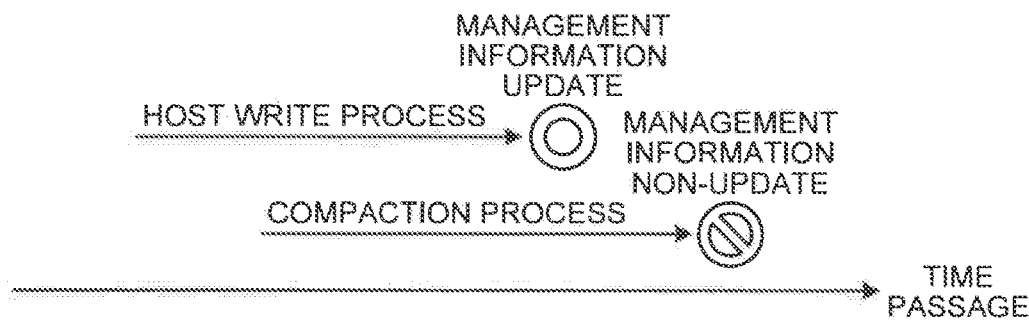 MANAGEMENT
INFORMATION
UPDATE
HOST WRITE PROCESS
MANAGEMENT
INFORMATION
NON-UPDATE
COMPACTION PROCESS
TIME
PASSAGE